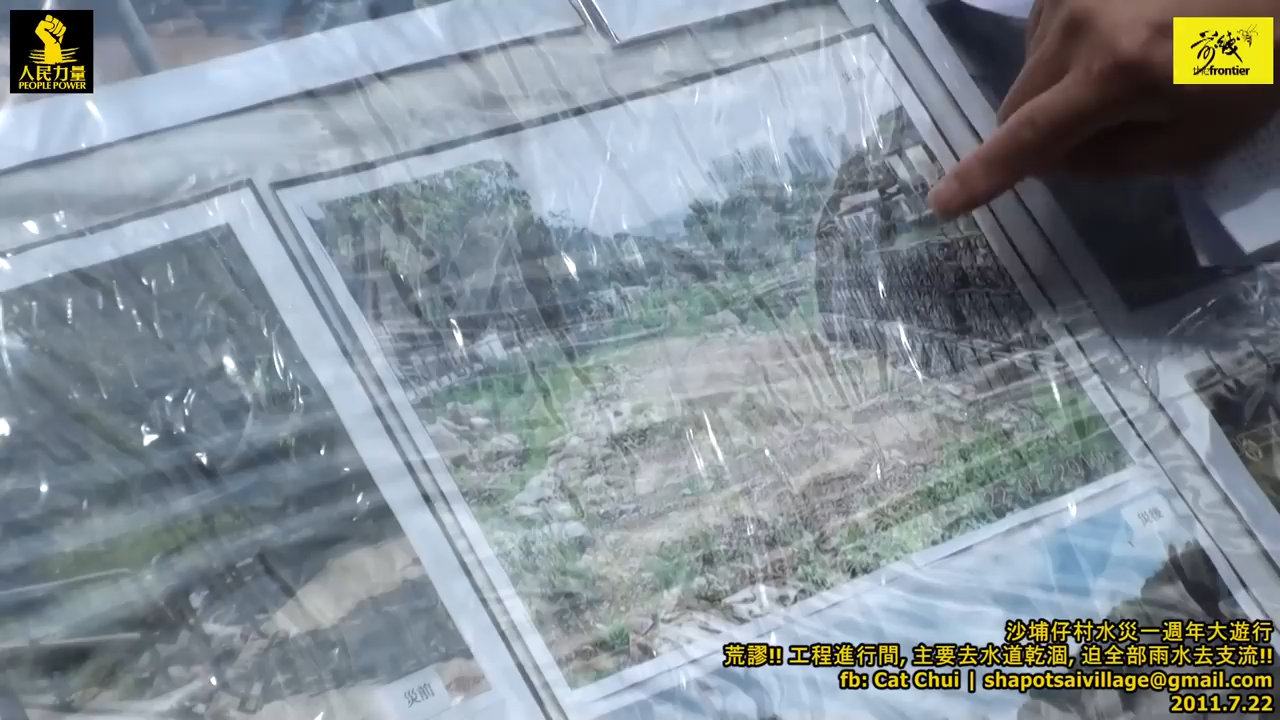 人民力量
PEOPLE POWER
前綫
the frontier
災後
災前
沙埔仔村水災一週年大遊行
荒謬!! 工程進行間, 主要去水道乾涸, 迫全部雨水去支流!!
fb: Cat Chui | shapotsaivillage@gmail.com
2011.7.22